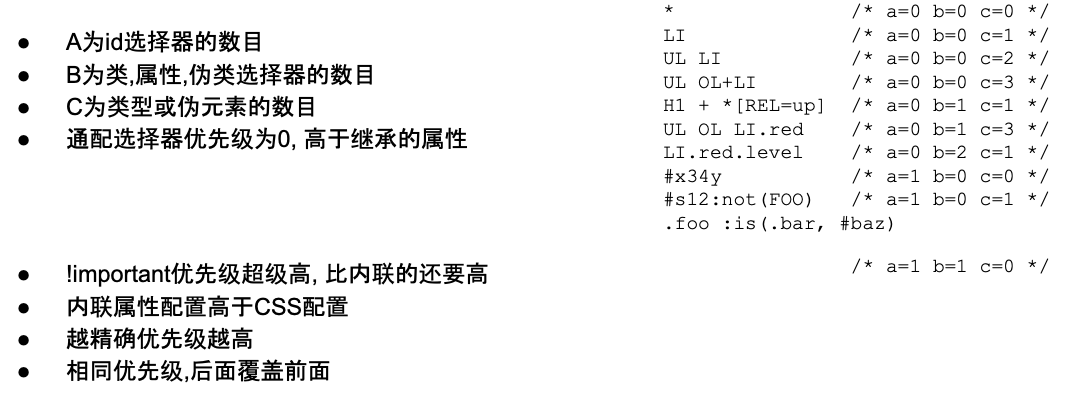 ● A为id选择器的数目
● B为类,属性,伪类选择器的数目
● C为类型或伪元素的数目
● 通配选择器优先级为0, 高于继承的属性
● !important优先级超级高, 比内联的还要高
● 内联属性配置高于CSS配置
● 越精确优先级越高
● 相同优先级,后面覆盖前面
* /* a=0 b=0 c=0 */
LI /* a=0 b=0 c=1 */
UL LI /* a=0 b=0 c=2 */
UL OL+LI /* a=0 b=0 c=3 */
H1 + *[REL=up] /* a=0 b=1 c=1 */
UL OL LI.red /* a=0 b=1 c=3 */
LI.red.level /* a=0 b=2 c=1 */
#x34y /* a=1 b=0 c=0 */
#s12:not(FOO) /* a=1 b=0 c=1 */
.foo :is(.bar, #baz)
/* a=1 b=1 c=0 */